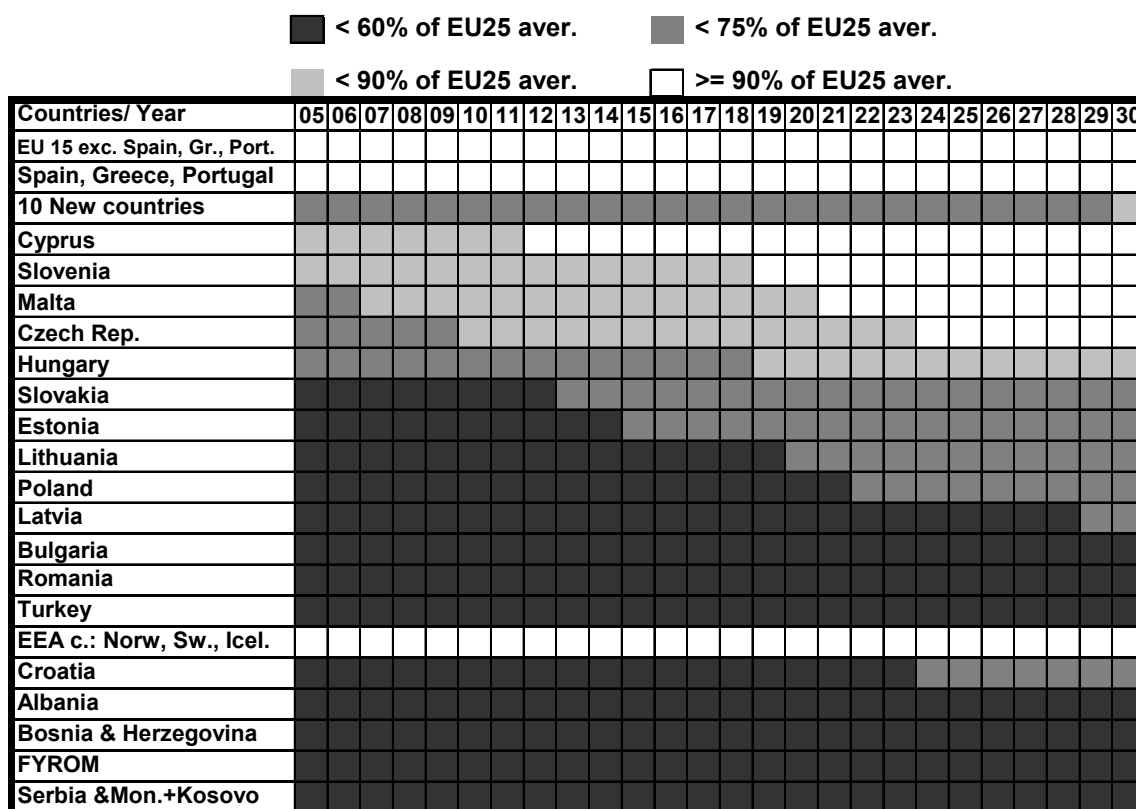 < 60% of EU25 aver. < 75% of EU25 aver.
< 90% of EU25 aver. >= 90% of EU25 aver.
Countries/ Year 05 06 07 08 09 10 11 12 13 14 15 16 17 18 19 20 21 22 23 24 25 26 27 28 29 30
EU 15 exc. Spain, Gr., Port.
Spain, Greece, Portugal
10 New countries
Cyprus
Slovenia
Malta
Czech Rep.
Hungary
Slovakia
Estonia
Lithuania
Poland
Latvia
Bulgaria
Romania
Turkey
EEA c.: Norw, Sw., Icel.
Croatia
Albania
Bosnia & Herzegovina
FYROM
Serbia &Mon.+Kosovo